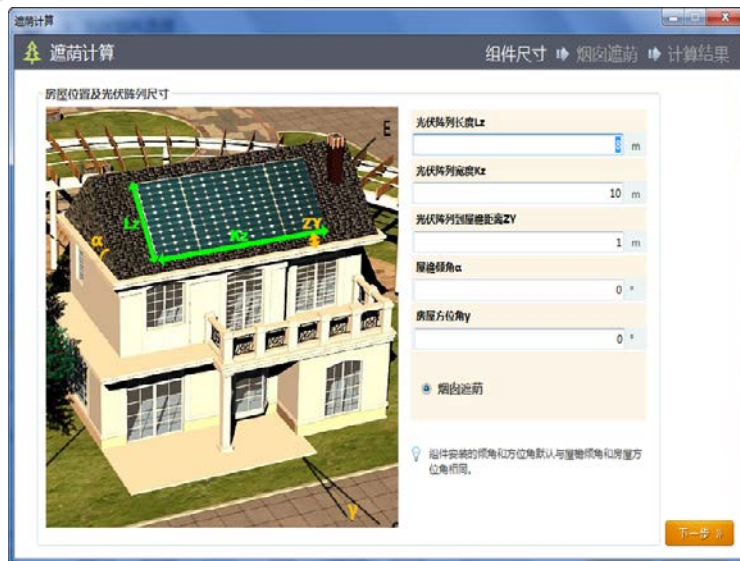 遮荫计算
遮荫计算
组件尺寸 烟囱遮荫 计算结果
房屋位置及光伏阵列尺寸
E
Lz
Kz
ZY
α
γ
光伏阵列长度Lz
8 m
光伏阵列宽度Kz
10 m
光伏阵列到屋檐距离ZY
1 m
屋檐倾角α
0 °
房屋方位角γ
0 °
烟囱遮荫
组件安装的倾角和方位角默认与屋檐倾角和房屋方
位角相同。
下一步 》